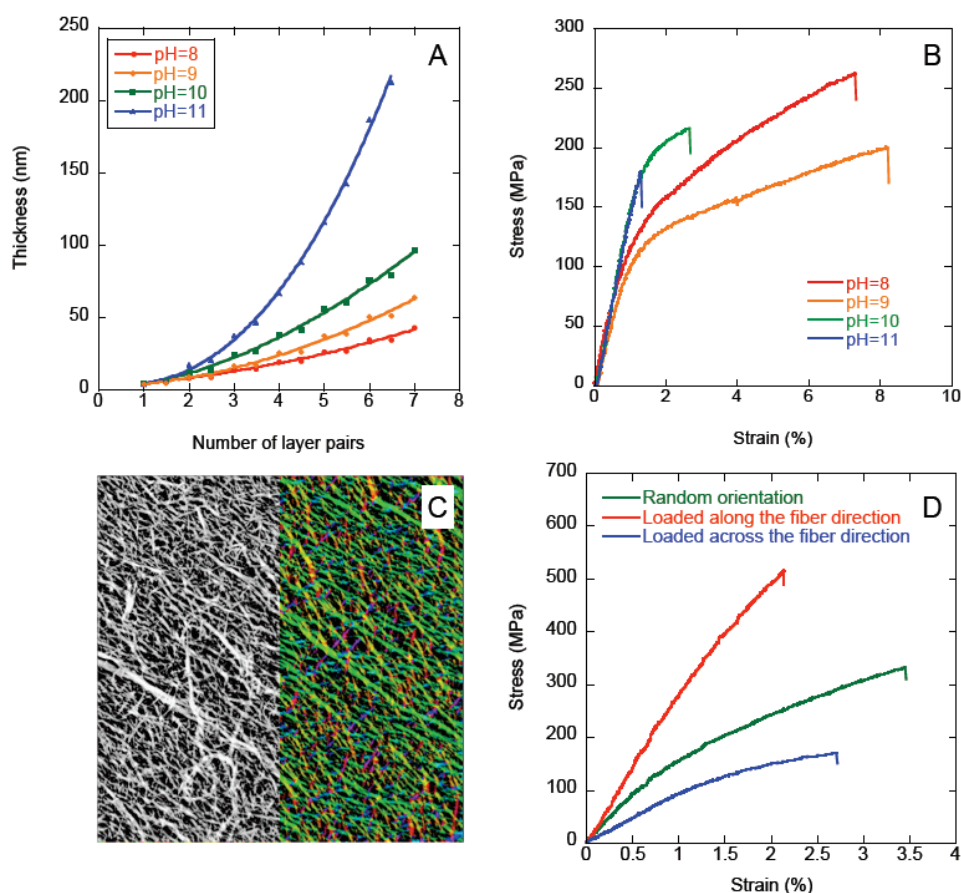 A
250
200
150
100
50
0
Thickness (nm)
pH=8
pH=9
pH=10
pH=11
0 1 2 3 4 5 6 7 8
Number of layer pairs
B
300
250
200
150
100
50
0
Stress (MPa)
pH=8
pH=9
pH=10
pH=11
0 2 4 6 8 10
Strain (%)
C
D
700
600
500
400
300
200
100
0
Stress (MPa)
Random orientation
Loaded along the fiber direction
Loaded across the fiber direction
0 0.5 1 1.5 2 2.5 3 3.5 4
Strain (%)